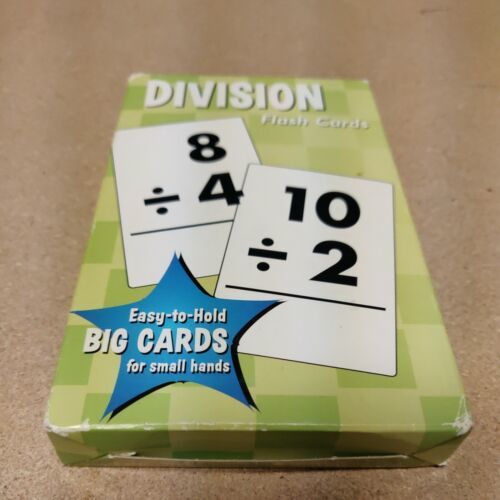 DIVISION
Flash Cards
8
÷ 4
10
÷ 2
Easy-to-Hold
BIG CARDS
for small hands